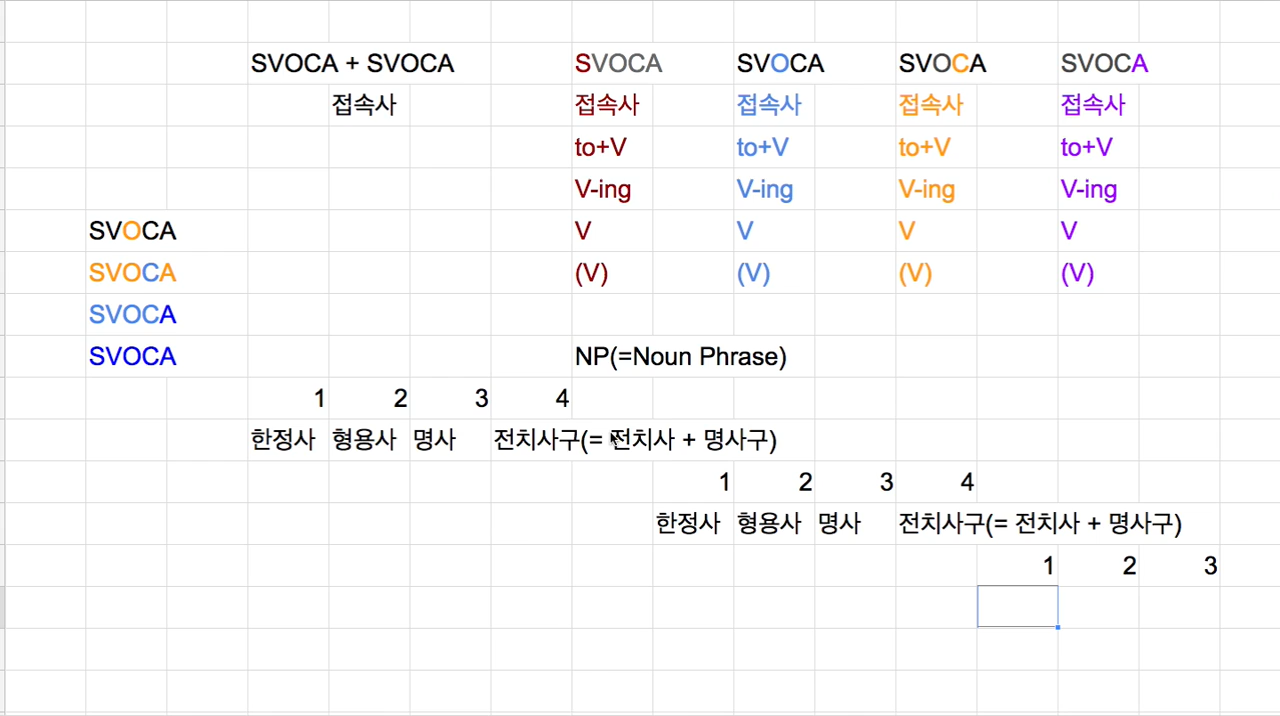 SVOCA + SVOCA SVOCA SVOCA SVOCA SVOCA
접속사 접속사 접속사 접속사 접속사
to+V to+V to+V to+V
V-ing V-ing V-ing V-ing
SVOCA V V V V
SVOCA (V) (V) (V) (V)
SVOCA
SVOCA NP(=Noun Phrase)
1 2 3 4
한정사 형용사 명사 전치사구(= 전치사 + 명사구)
1 2 3 4
한정사 형용사 명사 전치사구(= 전치사 + 명사구)
1 2 3